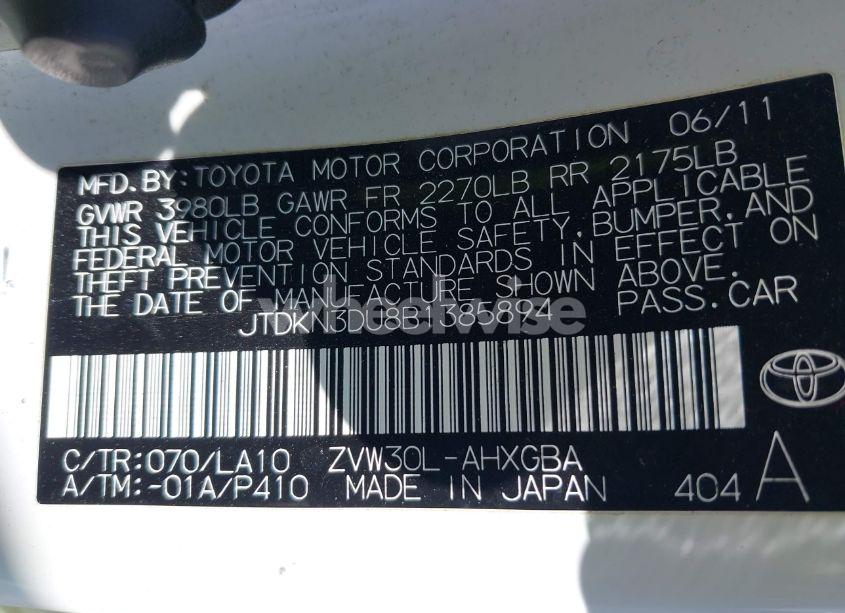 MFD.BY:TOYOTA MOTOR CORPORATION 06/11
GVWR 3980LB GAWR FR 2270LB RR 2175LB
THIS VEHICLE CONFORMS TO ALL APPLICABLE
FEDERAL MOTOR VEHICLE SAFETY,BUMPER,AND
THEFT PREVENTION STANDARDS IN EFFECT ON
THE DATE OF MANUFACTURE SHOWN ABOVE.
JTDKN3DU8B1385894 PASS.CAR
wheelwise
C/TR:070/LA10 ZVW30L-AHXGBA
A/TM:-01A/P410 MADE IN JAPAN 404 A